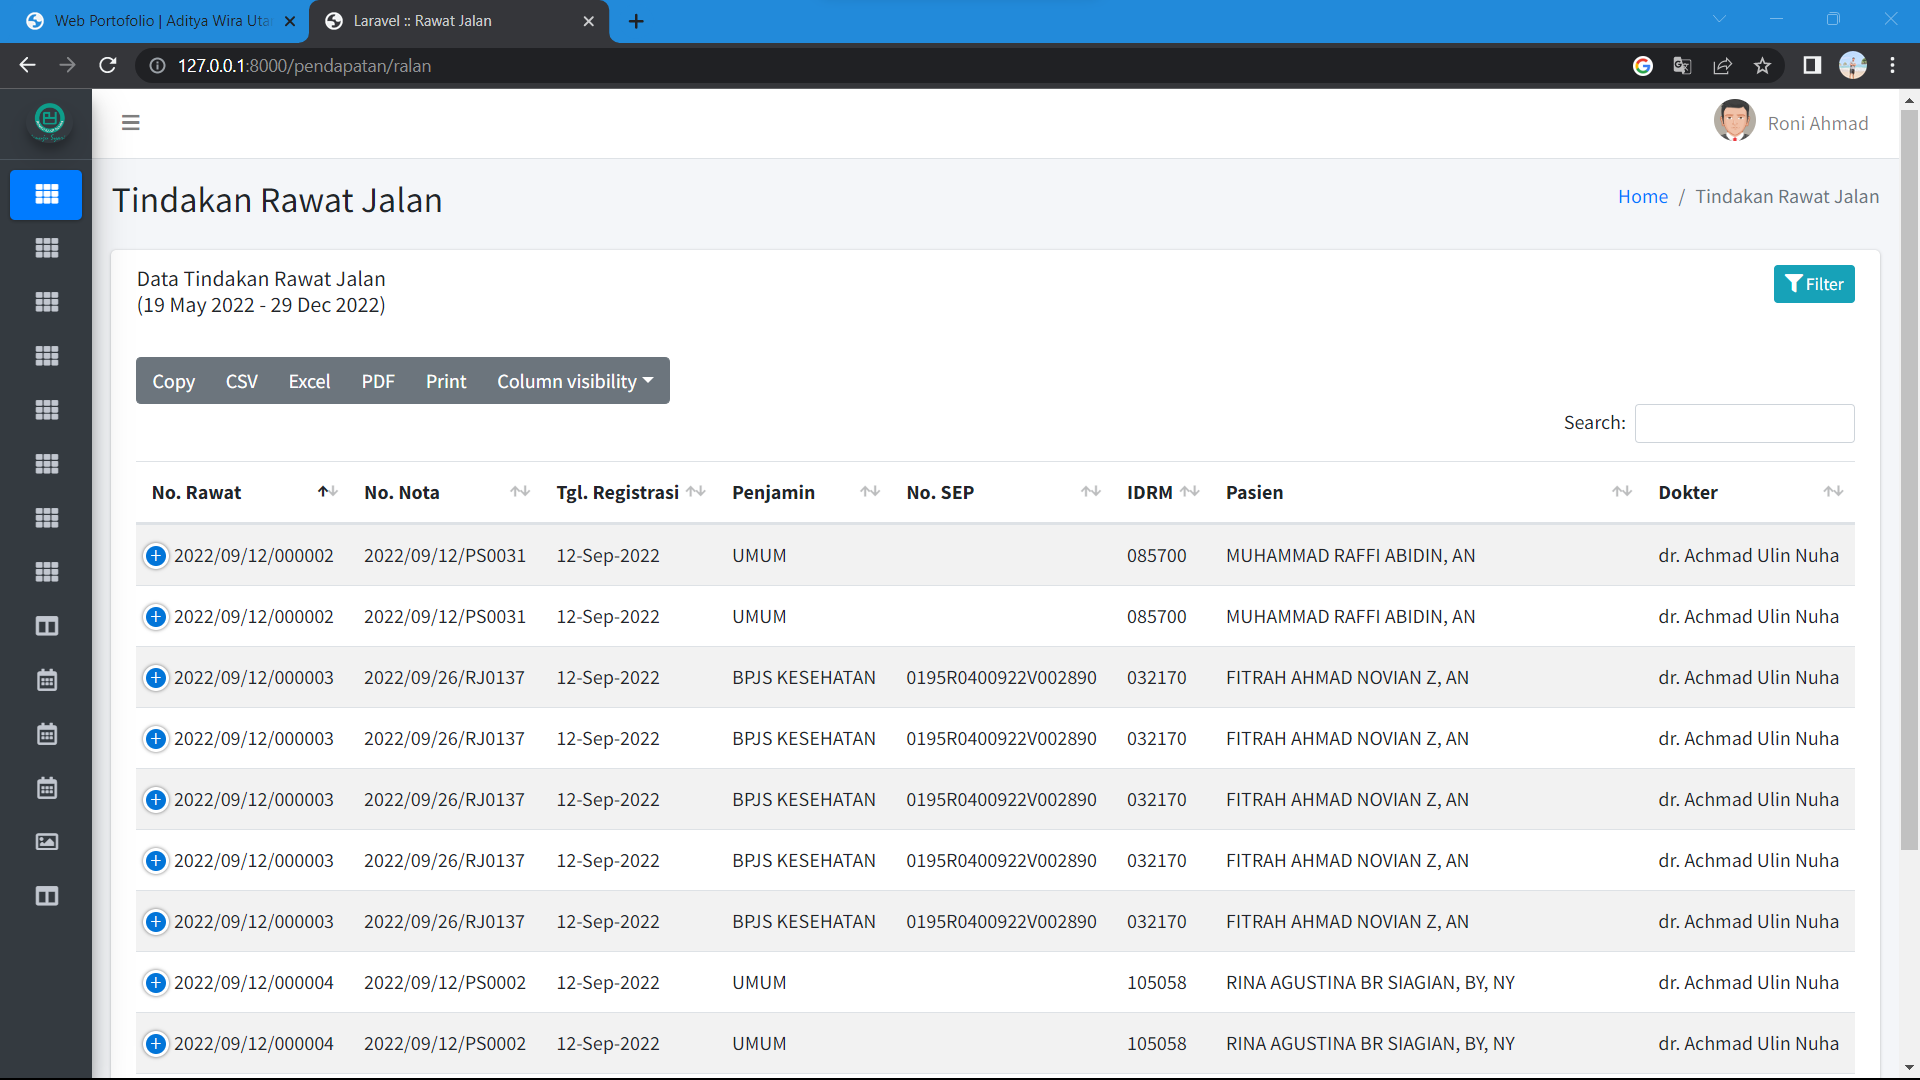 Web Portofolio | Aditya Wira Uta
Laravel :: Rawat Jalan
127.0.0.1:8000/pendapatan/ralan
Roni Ahmad
Tindakan Rawat Jalan
Home / Tindakan Rawat Jalan
Data Tindakan Rawat Jalan
(19 May 2022 - 29 Dec 2022)
Filter
Copy CSV Excel PDF Print Column visibility
Search:
No. Rawat No. Nota Tgl. Registrasi Penjamin No. SEP IDRM Pasien Dokter
2022/09/12/000002 2022/09/12/PS0031 12-Sep-2022 UMUM 085700 MUHAMMAD RAFFI ABIDIN, AN dr. Achmad Ulin Nuha
2022/09/12/000002 2022/09/12/PS0031 12-Sep-2022 UMUM 085700 MUHAMMAD RAFFI ABIDIN, AN dr. Achmad Ulin Nuha
2022/09/12/000003 2022/09/26/RJ0137 12-Sep-2022 BPJS KESEHATAN 0195R0400922V002890 032170 FITRAH AHMAD NOVIAN Z, AN dr. Achmad Ulin Nuha
2022/09/12/000003 2022/09/26/RJ0137 12-Sep-2022 BPJS KESEHATAN 0195R0400922V002890 032170 FITRAH AHMAD NOVIAN Z, AN dr. Achmad Ulin Nuha
2022/09/12/000003 2022/09/26/RJ0137 12-Sep-2022 BPJS KESEHATAN 0195R0400922V002890 032170 FITRAH AHMAD NOVIAN Z, AN dr. Achmad Ulin Nuha
2022/09/12/000003 2022/09/26/RJ0137 12-Sep-2022 BPJS KESEHATAN 0195R0400922V002890 032170 FITRAH AHMAD NOVIAN Z, AN dr. Achmad Ulin Nuha
2022/09/12/000003 2022/09/26/RJ0137 12-Sep-2022 BPJS KESEHATAN 0195R0400922V002890 032170 FITRAH AHMAD NOVIAN Z, AN dr. Achmad Ulin Nuha
2022/09/12/000004 2022/09/12/PS0002 12-Sep-2022 UMUM 105058 RINA AGUSTINA BR SIAGIAN, BY, NY dr. Achmad Ulin Nuha
2022/09/12/000004 2022/09/12/PS0002 12-Sep-2022 UMUM 105058 RINA AGUSTINA BR SIAGIAN, BY, NY dr. Achmad Ulin Nuha